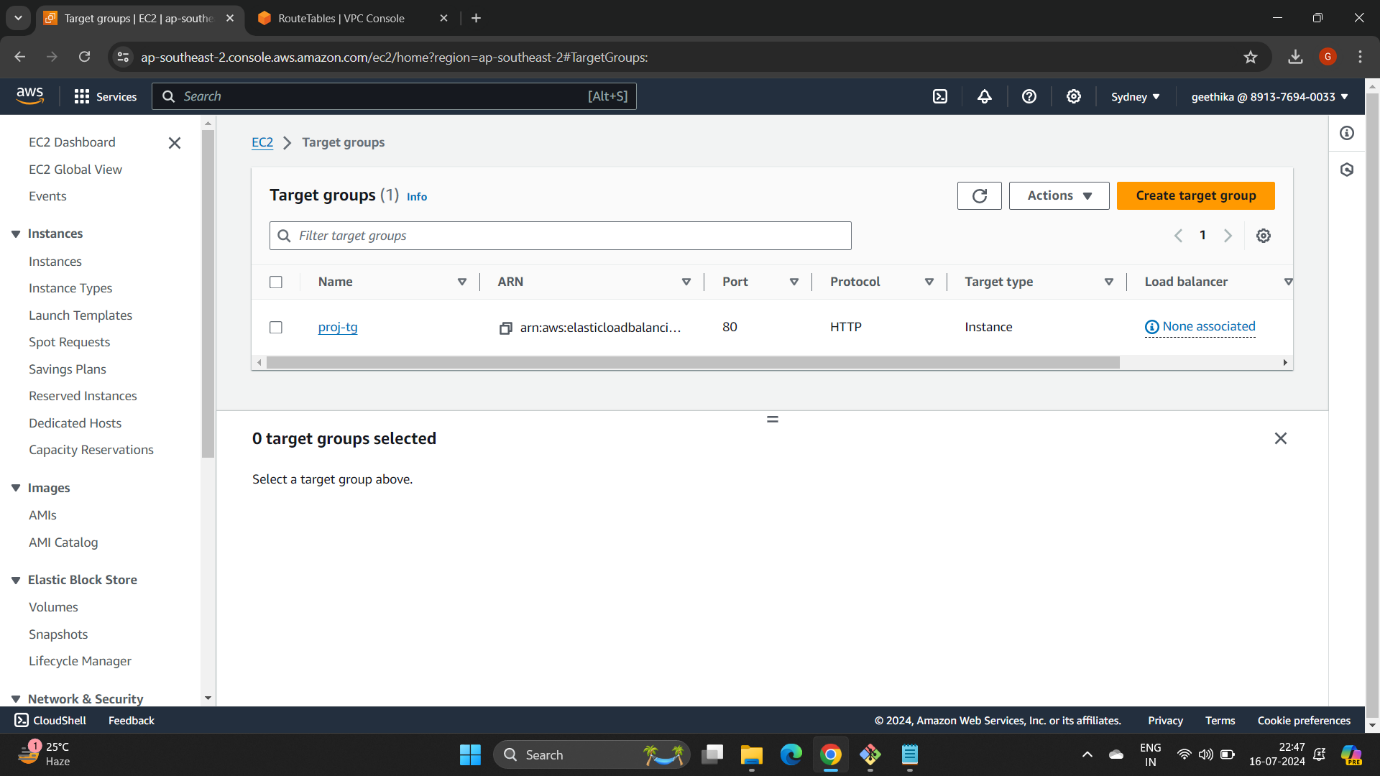 Target groups | EC2 | ap-southe
RouteTables | VPC Console
ap-southeast-2.console.aws.amazon.com/ec2/home?region=ap-southeast-2#TargetGroups:
G
aws
Services
Search
[Alt+S]
Sydney
geethika @ 8913-7694-0033
EC2 Dashboard
EC2 Global View
Events
Instances
Instances
Instance Types
Launch Templates
Spot Requests
Savings Plans
Reserved Instances
Dedicated Hosts
Capacity Reservations
Images
AMIs
AMI Catalog
Elastic Block Store
Volumes
Snapshots
Lifecycle Manager
Network & Security
EC2 > Target groups
Target groups (1) Info
Actions
Create target group
Filter target groups
1
Name ARN Port Protocol Target type Load balancer
proj-tg arn:aws:elasticloadbalanci... 80 HTTP Instance None associated
0 target groups selected
Select a target group above.
CloudShell Feedback
© 2024, Amazon Web Services, Inc. or its affiliates. Privacy Terms Cookie preferences
1
25°C
Haze
Search
ENG
IN
22:47
16-07-2024
PRE